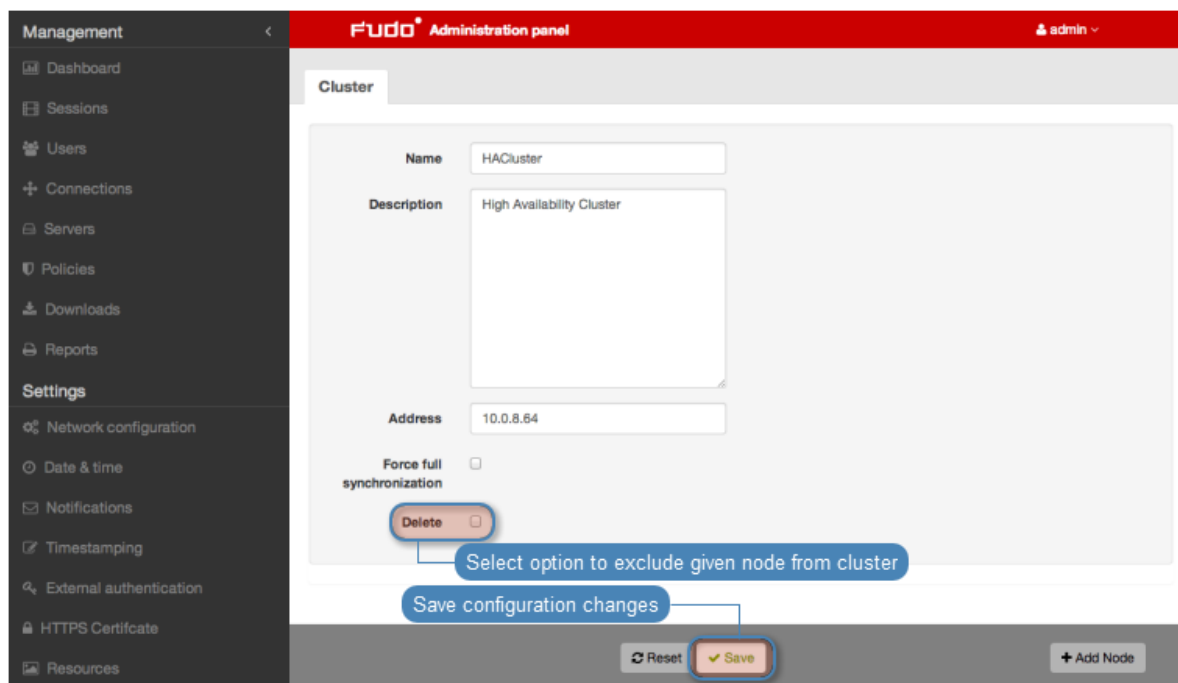 Management
FUDO Administration panel
admin
Dashboard
Sessions
Users
Connections
Servers
Policies
Downloads
Reports
Settings
Network configuration
Date & time
Notifications
Timestamping
External authentication
HTTPS Certifcate
Resources
Cluster
Name HACluster
Description High Availability Cluster
Address 10.0.8.64
Force full
synchronization
Delete
Select option to exclude given node from cluster
Save configuration changes
Reset Save + Add Node